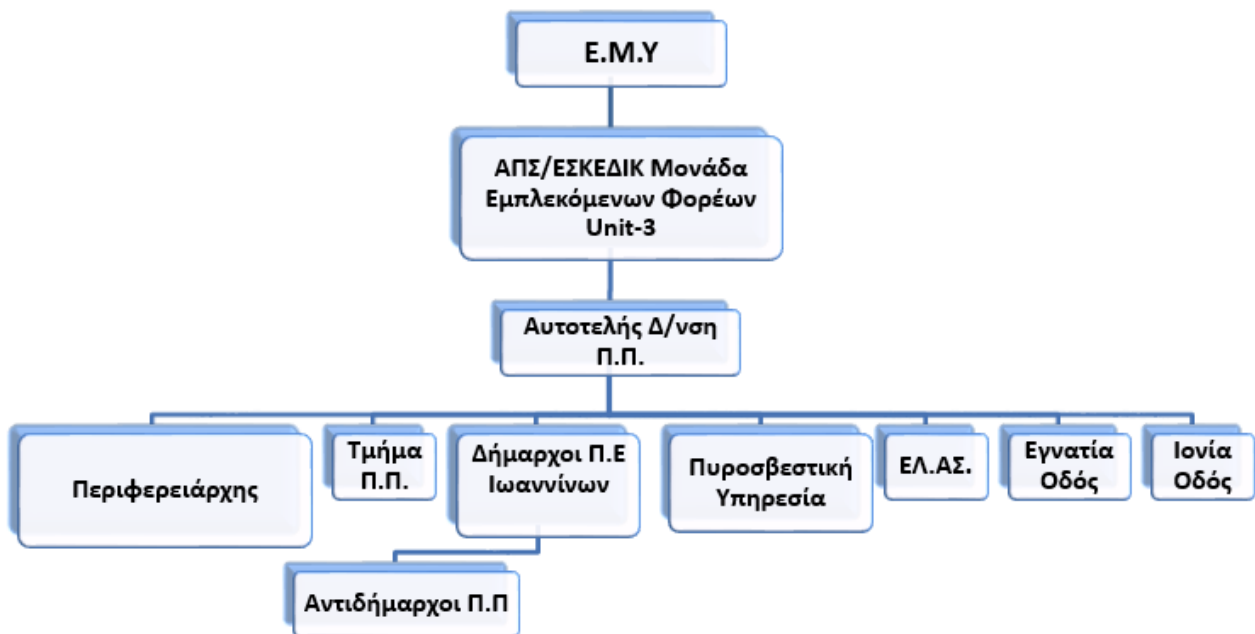 Ε.Μ.Υ
ΑΠΣ/ΕΣΚΕΔΙΚ Μονάδα
Εμπλεκόμενων Φορέων
Unit-3
Αυτοτελής Δ/νση
Π.Π.
Περιφερειάρχης
Τμήμα
Π.Π.
Δήμαρχοι Π.Ε
Ιωαννίνων
Πυροσβεστική
Υπηρεσία
ΕΛ.ΑΣ.
Εγνατία
Οδός
Ιονία
Οδός
Αντιδήμαρχοι Π.Π